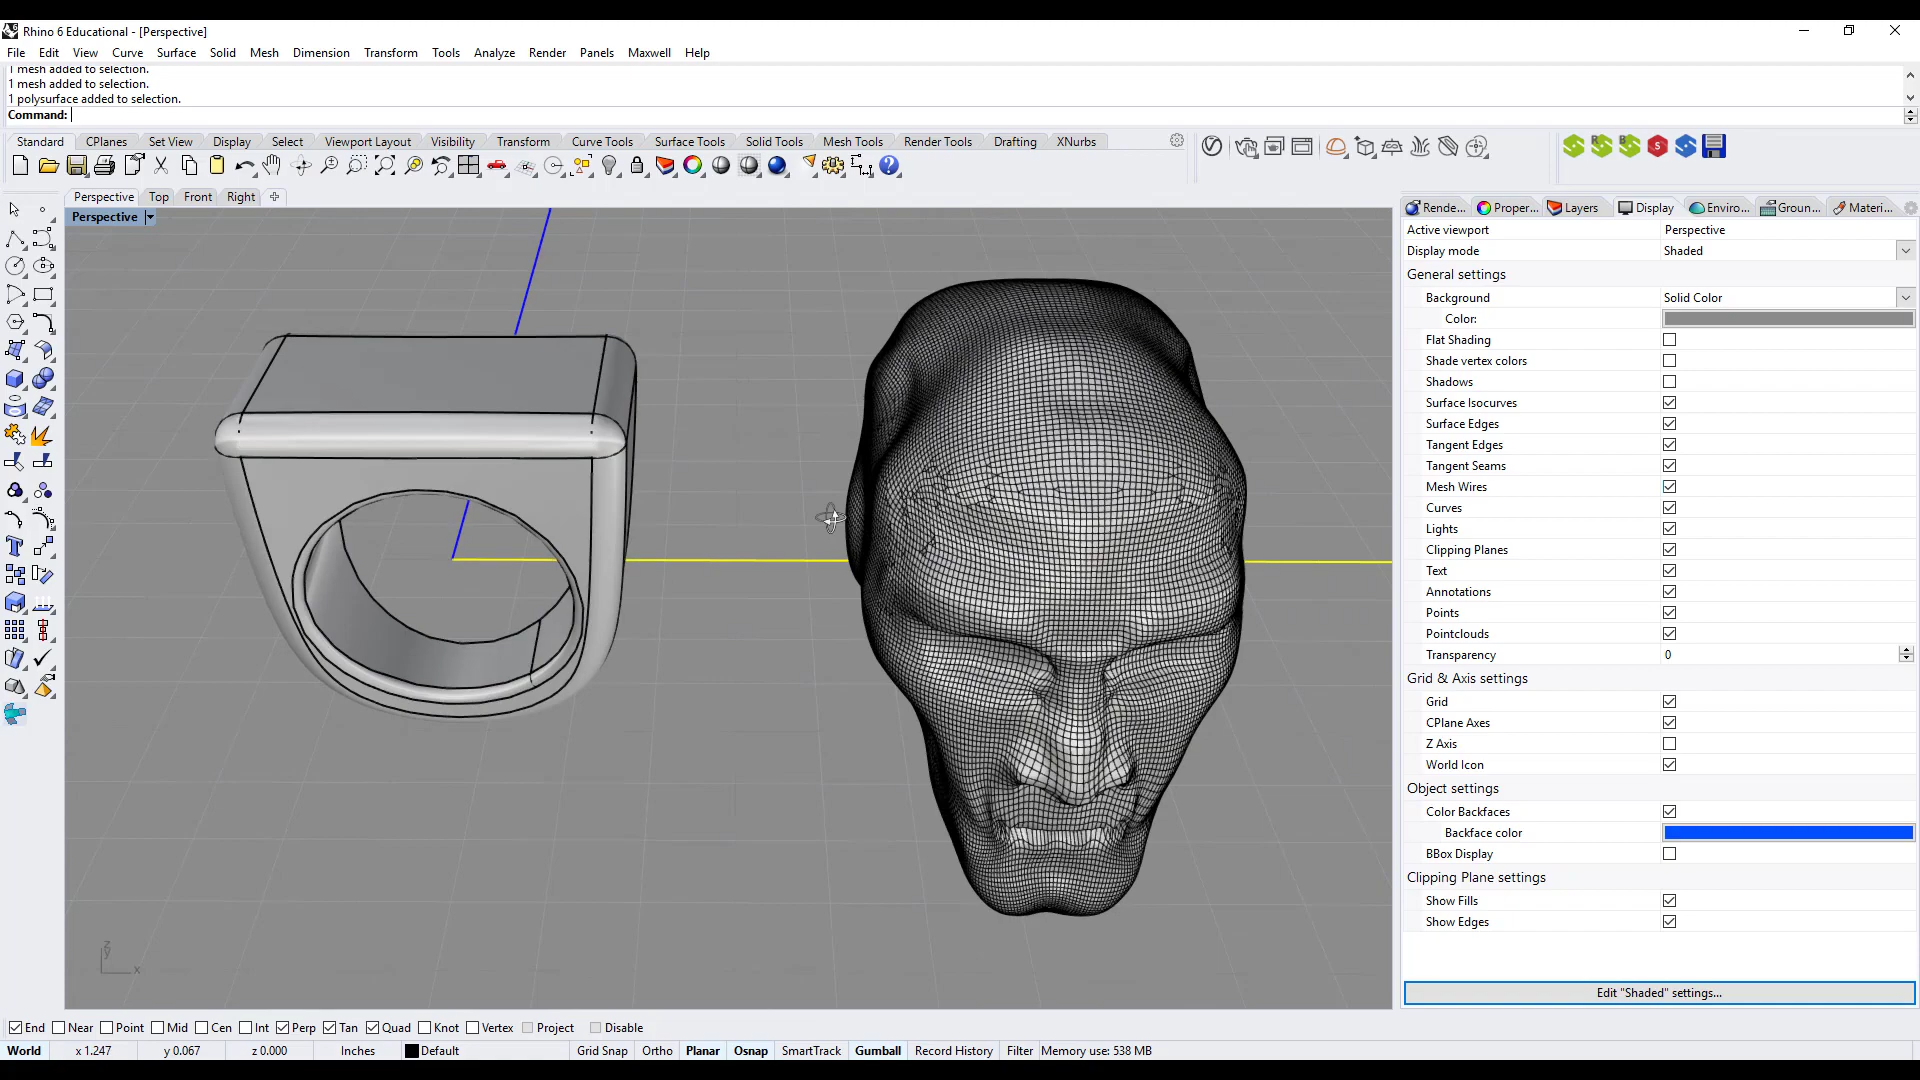 Rhino 6 Educational - [Perspective]
File Edit View Curve Surface Solid Mesh Dimension Transform Tools Analyze Render Panels Maxwell Help
1 mesh added to selection.
1 mesh added to selection.
1 polysurface added to selection.
Command:
Standard CPlanes Set View Display Select Viewport Layout Visibility Transform Curve Tools Surface Tools Solid Tools Mesh Tools Render Tools Drafting XNurbs
Perspective Top Front Right
Perspective
Rende... Proper... Layers Display Enviro... Groun... Materi...
Active viewport Perspective
Display mode Shaded
General settings
Background Solid Color
Color:
Flat Shading
Shade vertex colors
Shadows
Surface Isocurves
Surface Edges
Tangent Edges
Tangent Seams
Mesh Wires
Curves
Lights
Clipping Planes
Text
Annotations
Points
Pointclouds
Transparency 0
Grid & Axis settings
Grid
CPlane Axes
Z Axis
World Icon
Object settings
Color Backfaces
Backface color
BBox Display
Clipping Plane settings
Show Fills
Show Edges
Edit "Shaded" settings...
z
y
x
End Near Point Mid Cen Int Perp Tan Quad Knot Vertex Project Disable
World x 1.247 y 0.067 z 0.000 Inches Default Grid Snap Ortho Planar Osnap SmartTrack Gumball Record History Filter Memory use: 538 MB